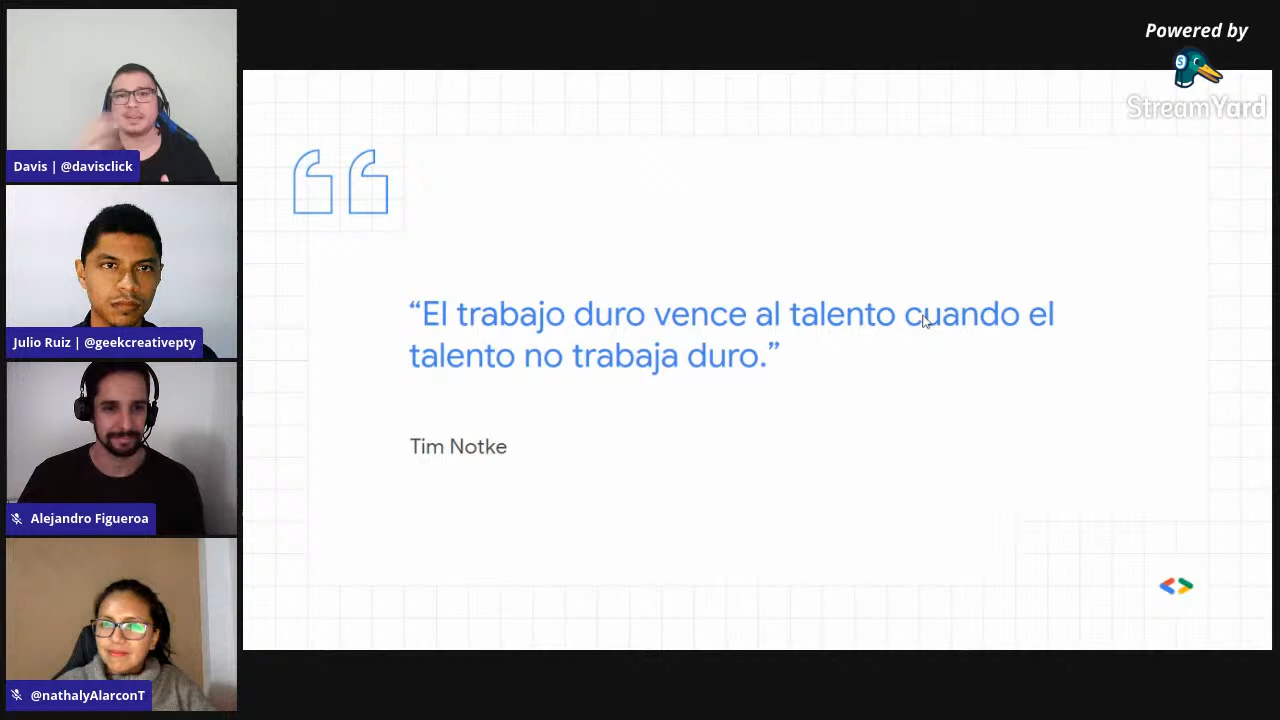 Powered by
StreamYard
Davis | @davisclick
Julio Ruiz | @geekcreativepty
Alejandro Figueroa
@nathalyAlarconT
“El trabajo duro vence al talento cuando el
talento no trabaja duro.”
Tim Notke